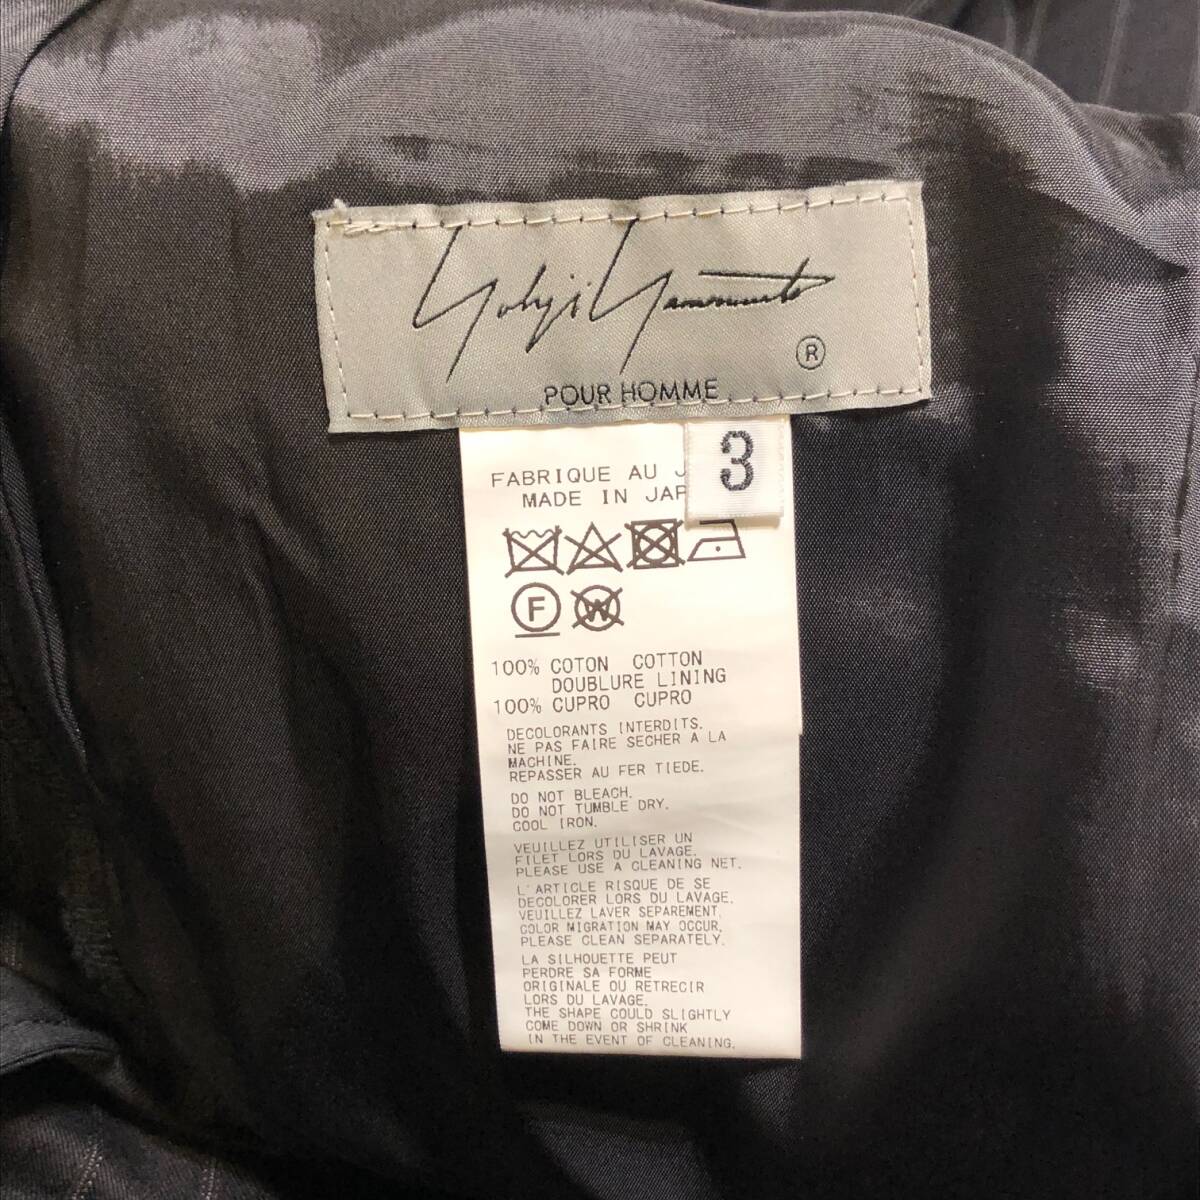 Yohji Yamamoto
®
POUR HOMME
3
FABRIQUE AU
MADE IN
F
W
100% COTON COTTON
DOUBLURE LINING
100% CUPRO CUPRO
DECOLORANTS INTERDITS.
NE PAS FAIRE SECHER A LA
MACHINE.
REPASSER AU FER TIEDE.
DO NOT BLEACH.
DO NOT TUMBLE DRY.
COOL IRON.
VEUILLEZ UTILISER UN
FILET LORS DU LAVAGE.
PLEASE USE A CLEANING NET.
L'ARTICLE RISQUE DE SE
DECOLORER LORS DU LAVAGE.
VEUILLEZ LAVER SEPAREMENT.
COLOR MIGRATION MAY OCCUR,
PLEASE CLEAN SEPARATELY.
LA SILHOUETTE PEUT
PERDRE SA FORME
ORIGINALE OU RETRECIR
LORS DU LAVAGE.
THE SHAPE COULD SLIGHTLY
COME DOWN OR SHRINK
IN THE EVENT OF CLEANING.